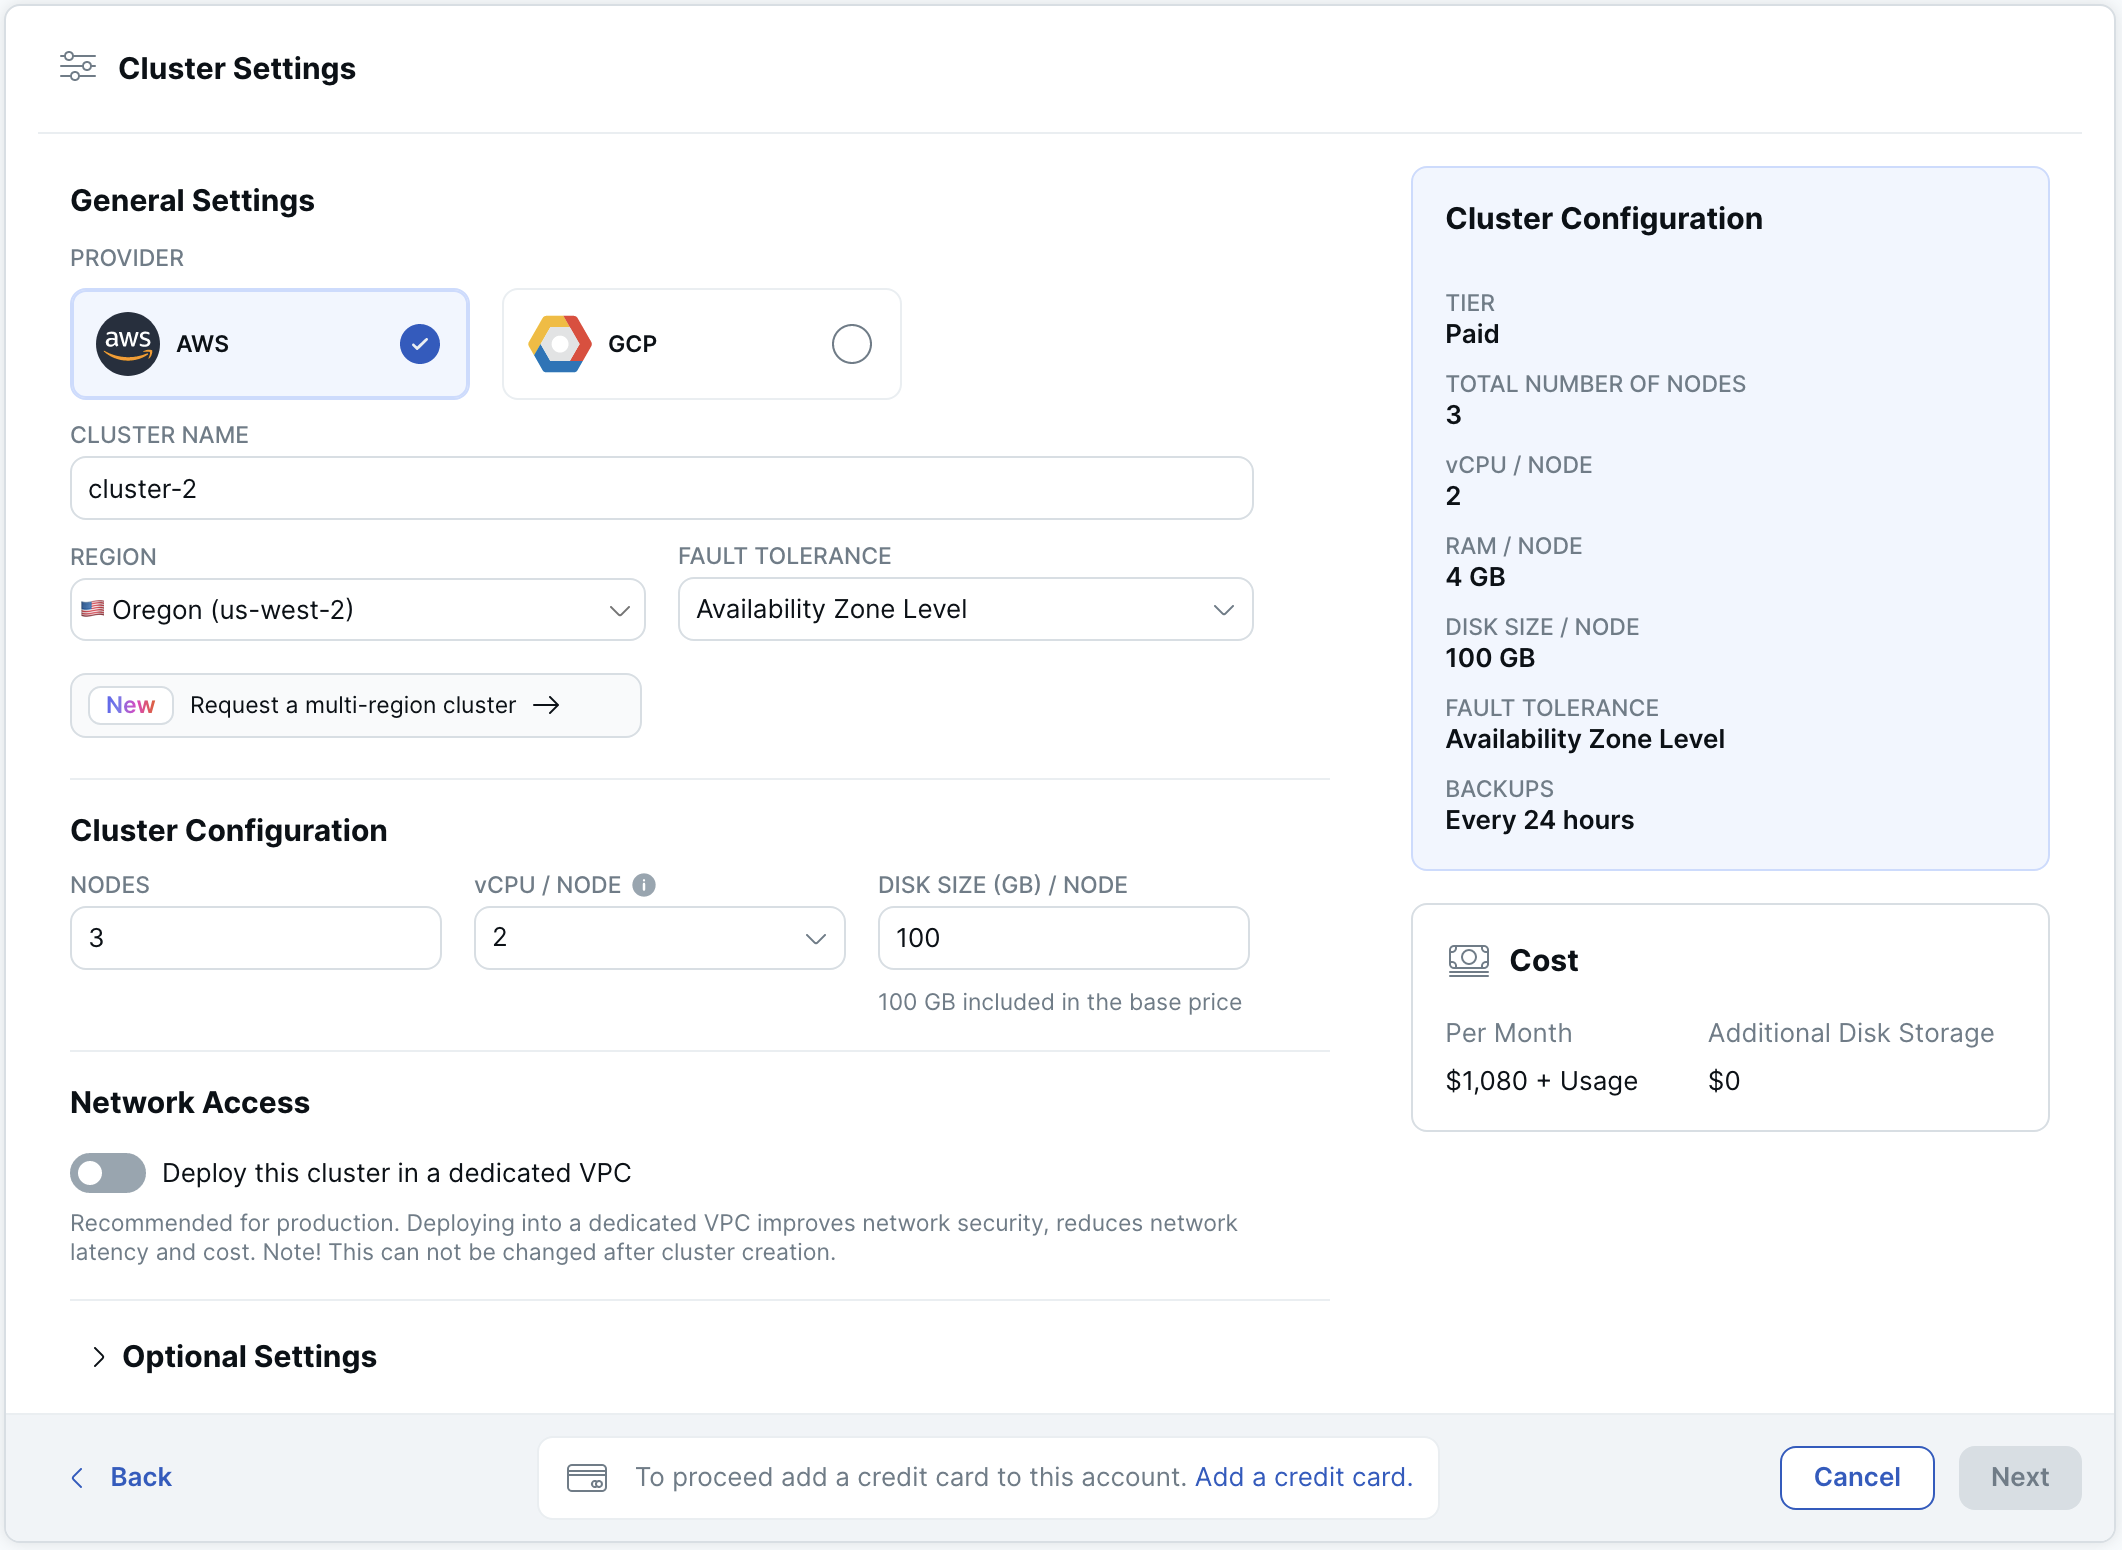 Cluster Settings
General Settings
PROVIDER
aws AWS
GCP
CLUSTER NAME
cluster-2
REGION
FAULT TOLERANCE
Oregon (us-west-2)
Availability Zone Level
New Request a multi-region cluster →
Cluster Configuration
NODES
vCPU / NODE
DISK SIZE (GB) / NODE
3
2
100
100 GB included in the base price
Network Access
Deploy this cluster in a dedicated VPC
Recommended for production. Deploying into a dedicated VPC improves network security, reduces network
latency and cost. Note! This can not be changed after cluster creation.
Optional Settings
Cluster Configuration
TIER
Paid
TOTAL NUMBER OF NODES
3
vCPU / NODE
2
RAM / NODE
4 GB
DISK SIZE / NODE
100 GB
FAULT TOLERANCE
Availability Zone Level
BACKUPS
Every 24 hours
Cost
Per Month
Additional Disk Storage
$1,080 + Usage
$0
Back
To proceed add a credit card to this account. Add a credit card.
Cancel
Next